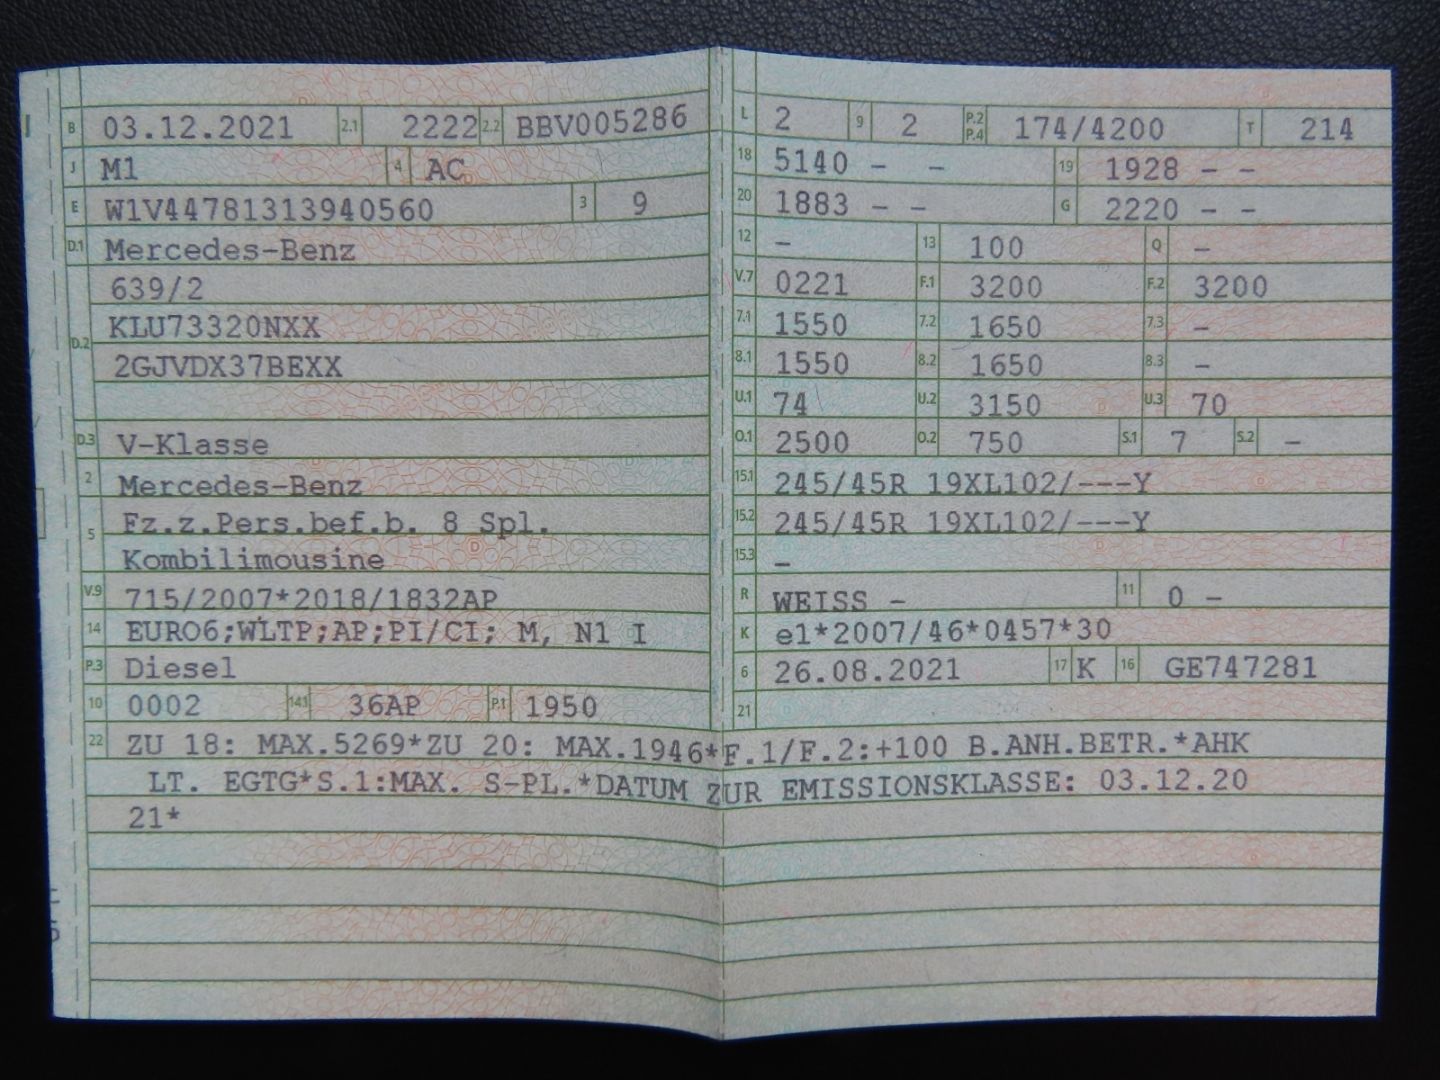 B 03.12.2021 2.1 2222 2.2 BBV005286
J M1 4 AC
E W1V44781313940560 3 9
D.1 Mercedes-Benz
639/2
D.2 KLU73320NXX
2GJVDX37BEXX
D.3 V-Klasse
2 Mercedes-Benz
5 Fz.z.Pers.bef.b. 8 Spl.
Kombilimousine
V.9 715/2007*2018/1832AP
14 EURO6;WLTP;AP;PI/CI; M, N1 I
P.3 Diesel
10 0002 14.1 36AP P.1 1950
L 2 9 2 P.2 P.4 174/4200 T 214
18 5140 - - 19 1928 - -
20 1883 - - G 2220 - -
12 - 13 100 Q -
V.7 0221 F.1 3200 F.2 3200
7.1 1550 7.2 1650 7.3 -
8.1 1550 8.2 1650 8.3 -
U.1 74 U.2 3150 U.3 70
O.1 2500 O.2 750 S.1 7 S.2 -
15.1 245/45R 19XL102/---Y
15.2 245/45R 19XL102/---Y
15.3 -
R WEISS - 11 0 -
K e1*2007/46*0457*30
6 26.08.2021 17 K 16 GE747281
21
22 ZU 18: MAX.5269*ZU 20: MAX.1946*F.1/F.2:+100 B.ANH.BETR.*AHK
LT. EGTG*S.1:MAX. S-PL.*DATUM ZUR EMISSIONSKLASSE: 03.12.20
21*